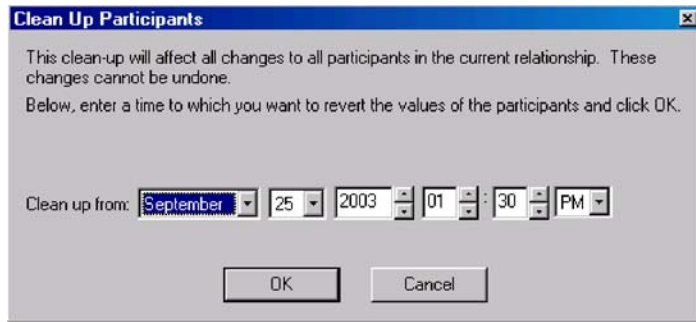 Clean Up Participants
This clean-up will affect all changes to all participants in the current relationship. These
changes cannot be undone.
Below, enter a time to which you want to revert the values of the participants and click OK.
Clean up from: September 25 2003 01 : 30 PM
OK Cancel